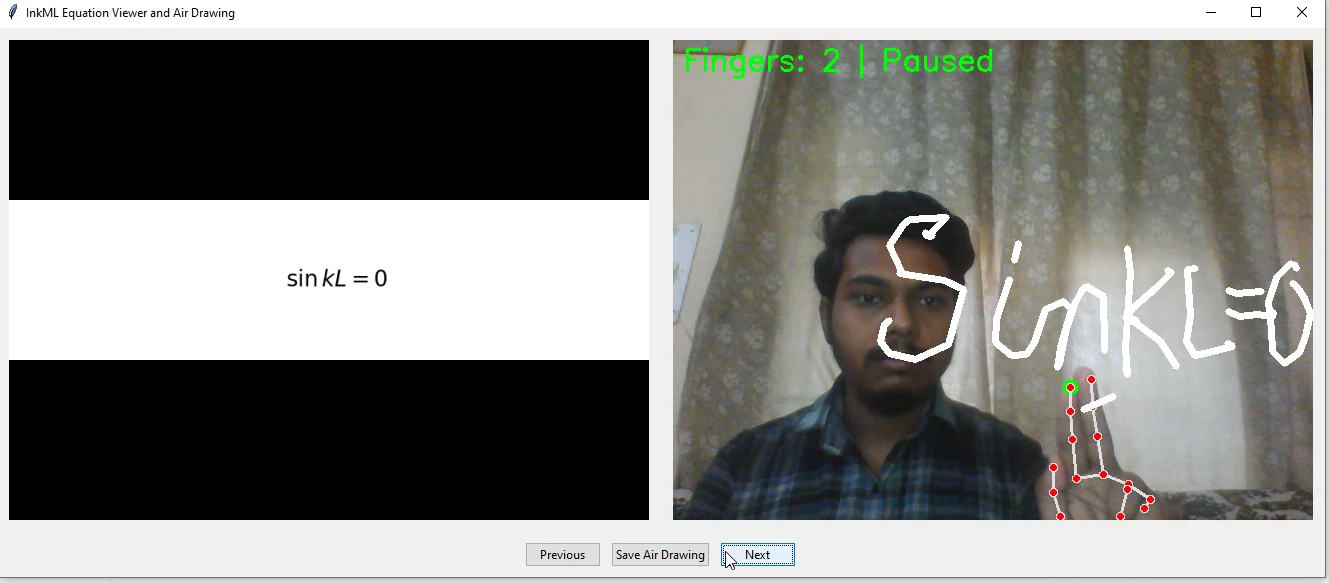 InkML Equation Viewer and Air Drawing
sin kL = 0
Fingers: 2 | Paused
SinKL=0
Previous Save Air Drawing Next